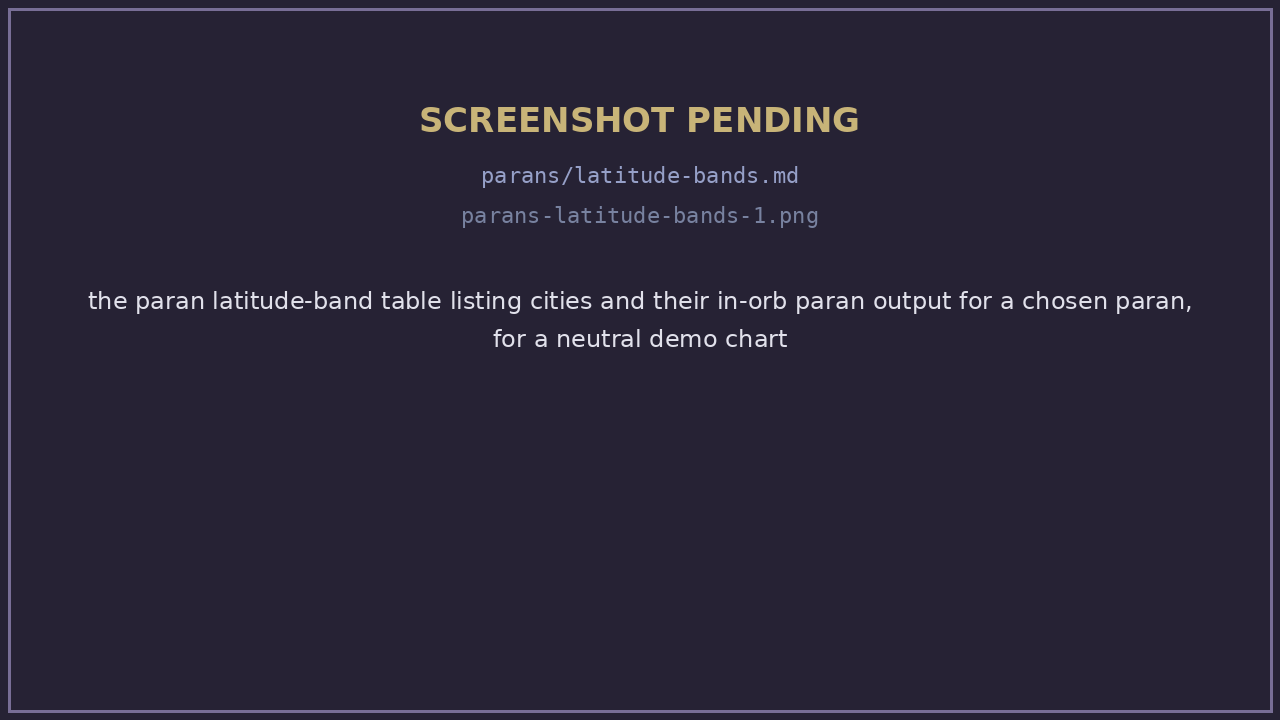 SCREENSHOT PENDING
parans/latitude-bands.md
parans-latitude-bands-1.png
the paran latitude-band table listing cities and their in-orb paran output for a chosen paran,
for a neutral demo chart